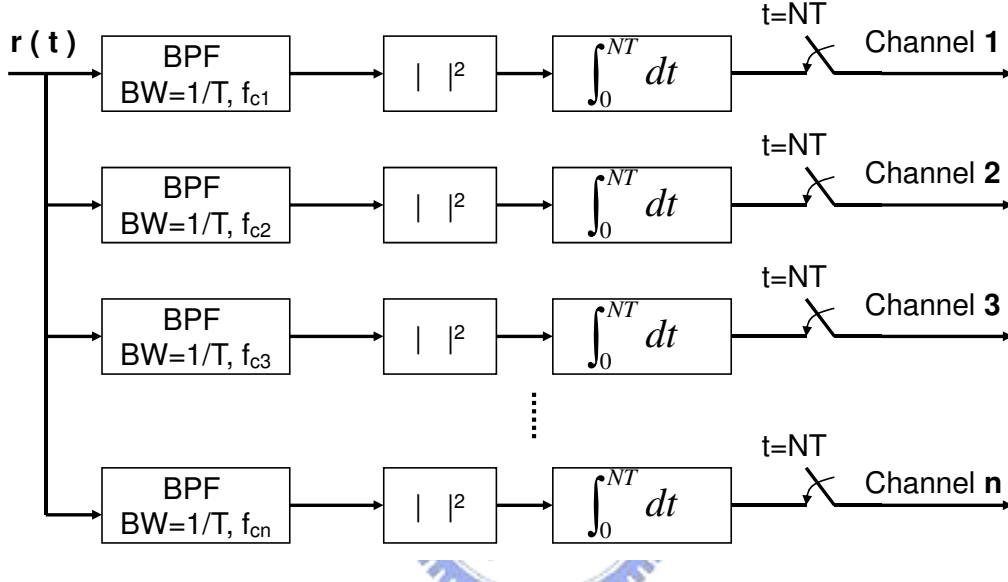 r ( t )
BPF
BW=1/T, fc1
| |²
∫₀ᴺᵀ dt
t=NT
Channel 1
BPF
BW=1/T, fc2
| |²
∫₀ᴺᵀ dt
t=NT
Channel 2
BPF
BW=1/T, fc3
| |²
∫₀ᴺᵀ dt
t=NT
Channel 3
BPF
BW=1/T, fcn
| |²
∫₀ᴺᵀ dt
t=NT
Channel n